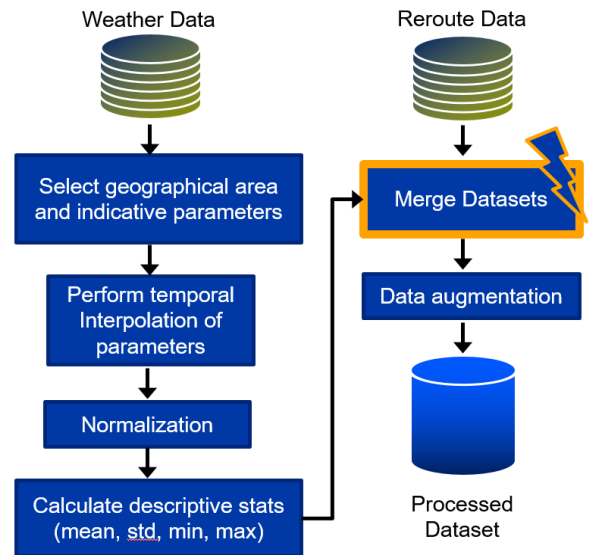 Weather Data
Select geographical area
and indicative parameters
Perform temporal
Interpolation of
parameters
Normalization
Calculate descriptive stats
(mean, std, min, max)
Reroute Data
Merge Datasets
Data augmentation
Processed
Dataset